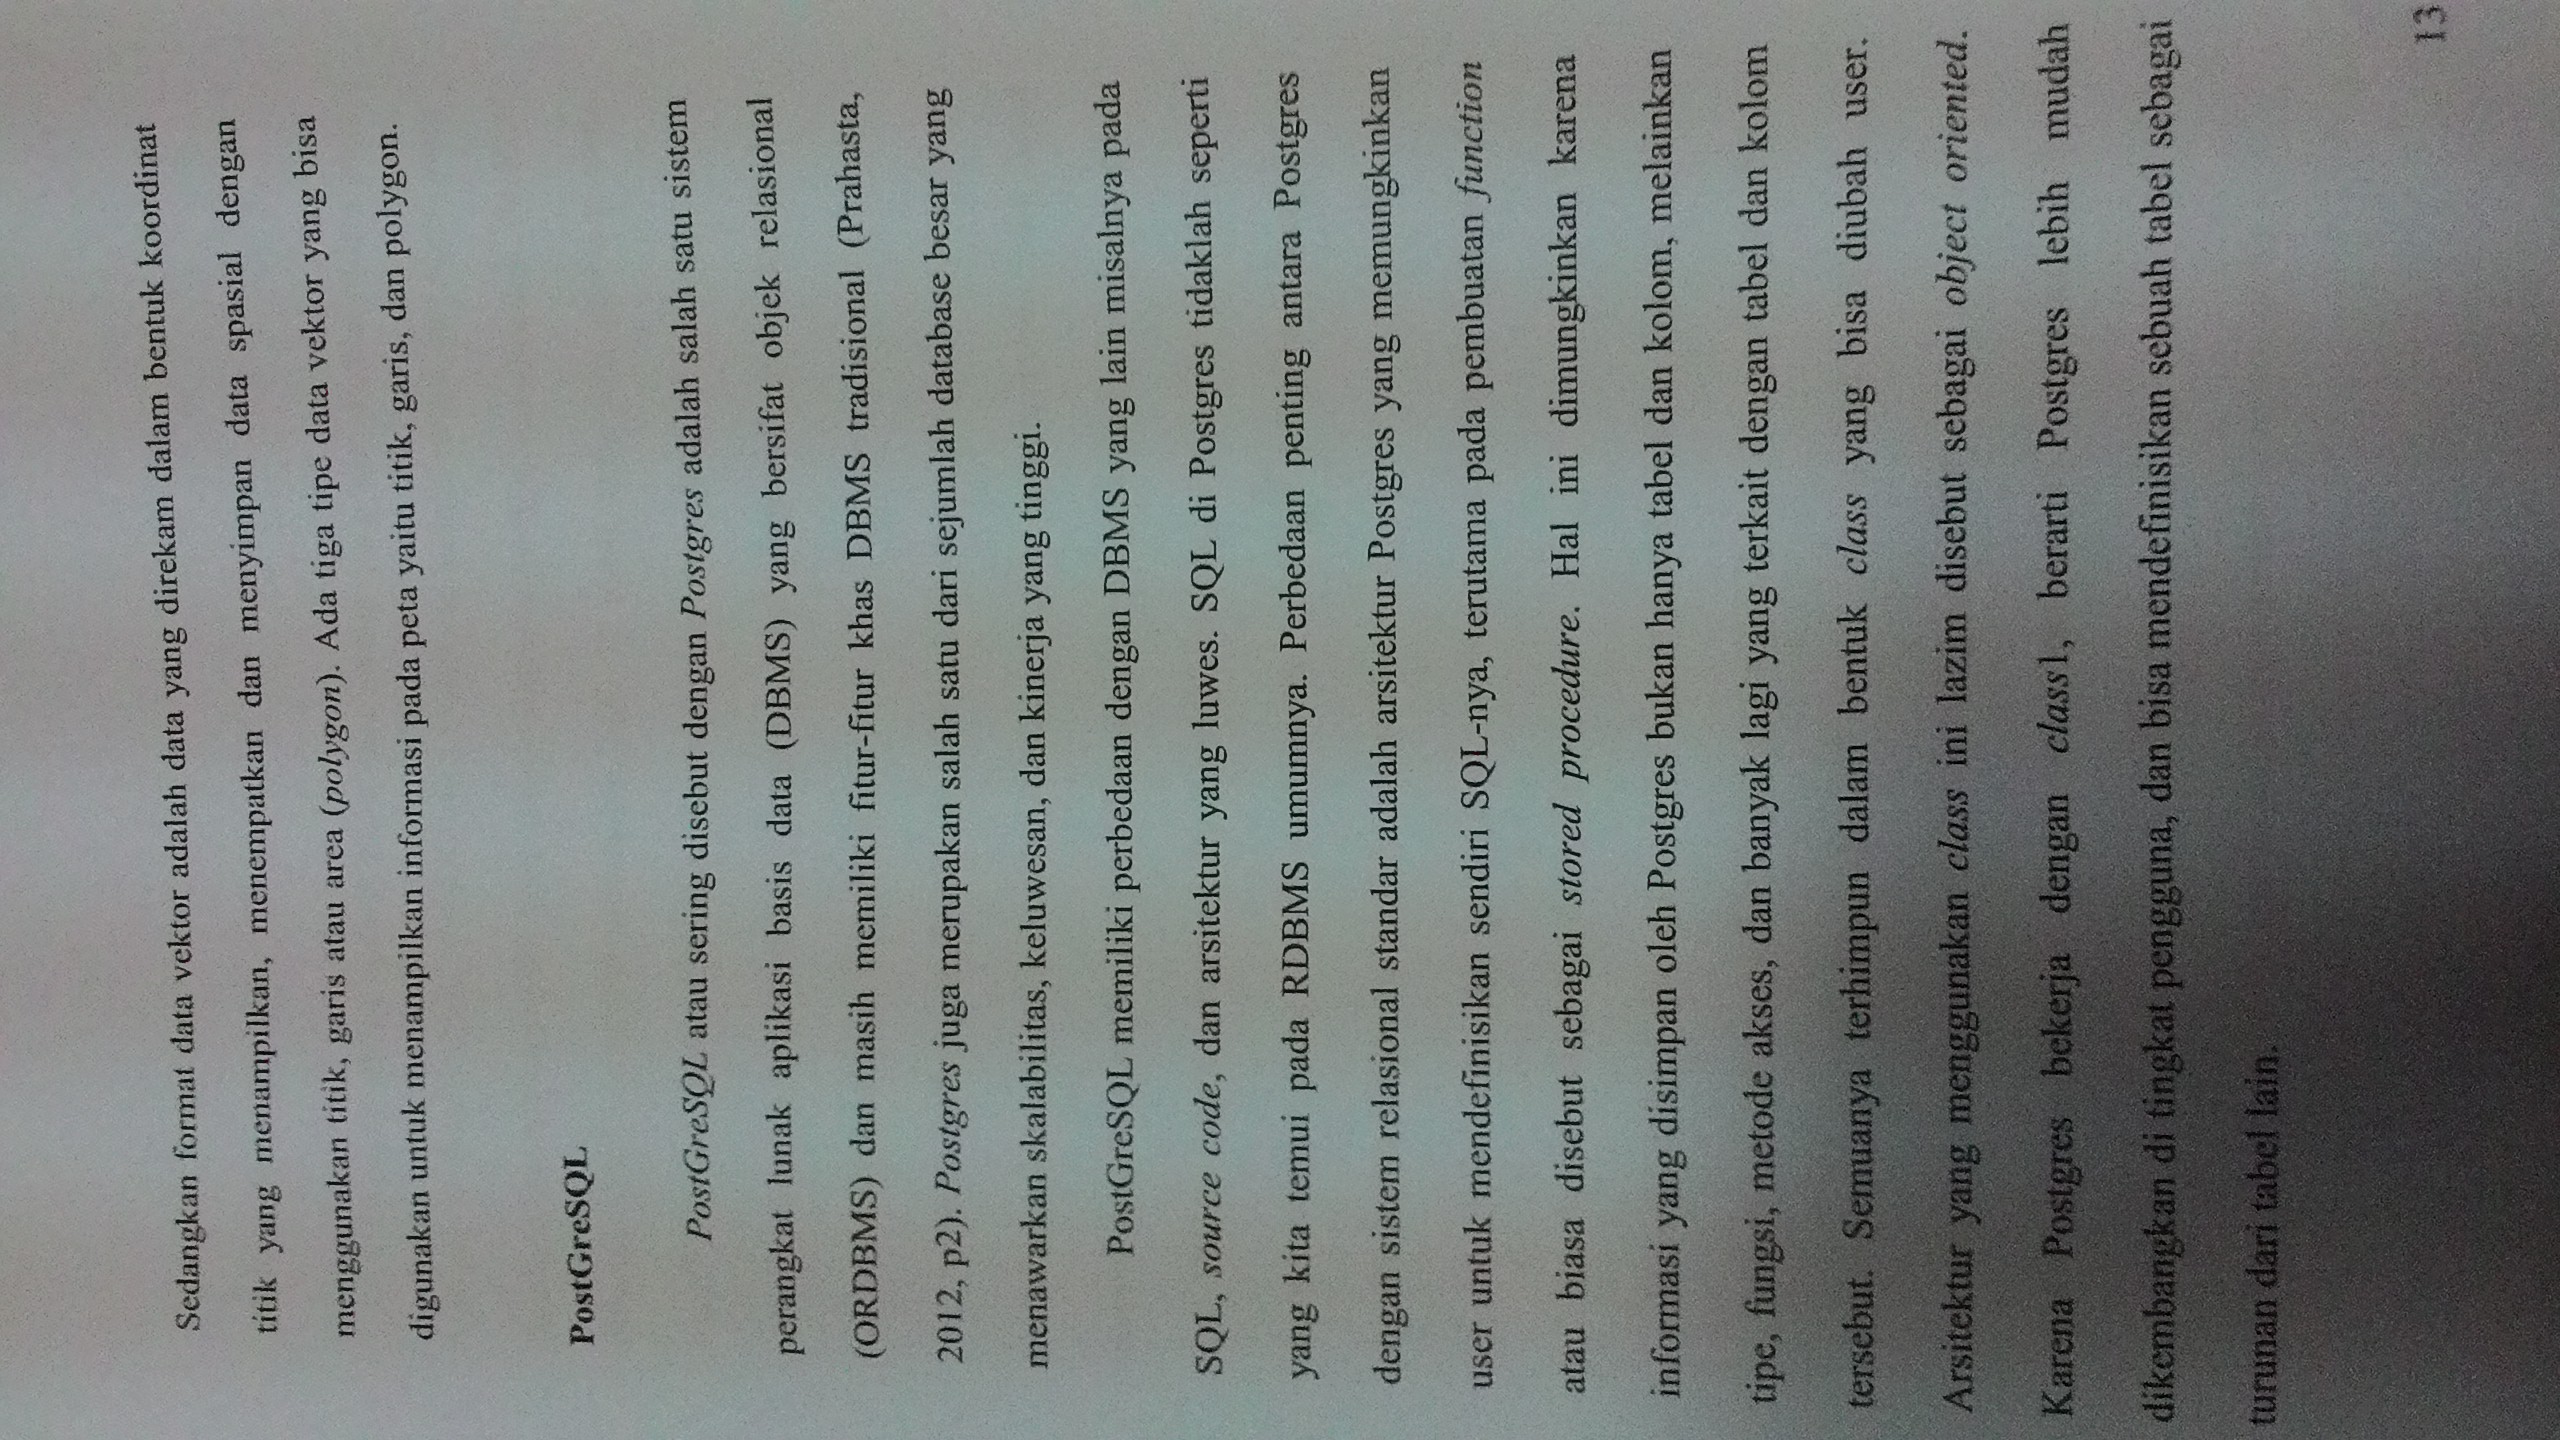 Sedangkan format data vektor adalah data yang direkam dalam bentuk koordinat
titik yang menampilkan, menempatkan dan menyimpan data spasial dengan
menggunakan titik, garis atau area (polygon). Ada tiga tipe data vektor yang bisa
digunakan untuk menampilkan informasi pada peta yaitu titik, garis, dan polygon.
PostGreSQL
PostGreSQL atau sering disebut dengan Postgres adalah salah satu sistem
perangkat lunak aplikasi basis data (DBMS) yang bersifat objek relasional
(ORDBMS) dan masih memiliki fitur-fitur khas DBMS tradisional (Prahasta,
2012, p2). Postgres juga merupakan salah satu dari sejumlah database besar yang
menawarkan skalabilitas, keluwesan, dan kinerja yang tinggi.
PostGreSQL memiliki perbedaan dengan DBMS yang lain misalnya pada
SQL, source code, dan arsitektur yang luwes. SQL di Postgres tidaklah seperti
yang kita temui pada RDBMS umumnya. Perbedaan penting antara Postgres
dengan sistem relasional standar adalah arsitektur Postgres yang memungkinkan
user untuk mendefinisikan sendiri SQL-nya, terutama pada pembuatan function
atau biasa disebut sebagai stored procedure. Hal ini dimungkinkan karena
informasi yang disimpan oleh Postgres bukan hanya tabel dan kolom, melainkan
tipe, fungsi, metode akses, dan banyak lagi yang terkait dengan tabel dan kolom
tersebut. Semuanya terhimpun dalam bentuk class yang bisa diubah user.
Arsitektur yang menggunakan class ini lazim disebut sebagai object oriented.
Karena Postgres bekerja dengan class1, berarti Postgres lebih mudah
dikembangkan di tingkat pengguna, dan bisa mendefinisikan sebuah tabel sebagai
turunan dari tabel lain.
13